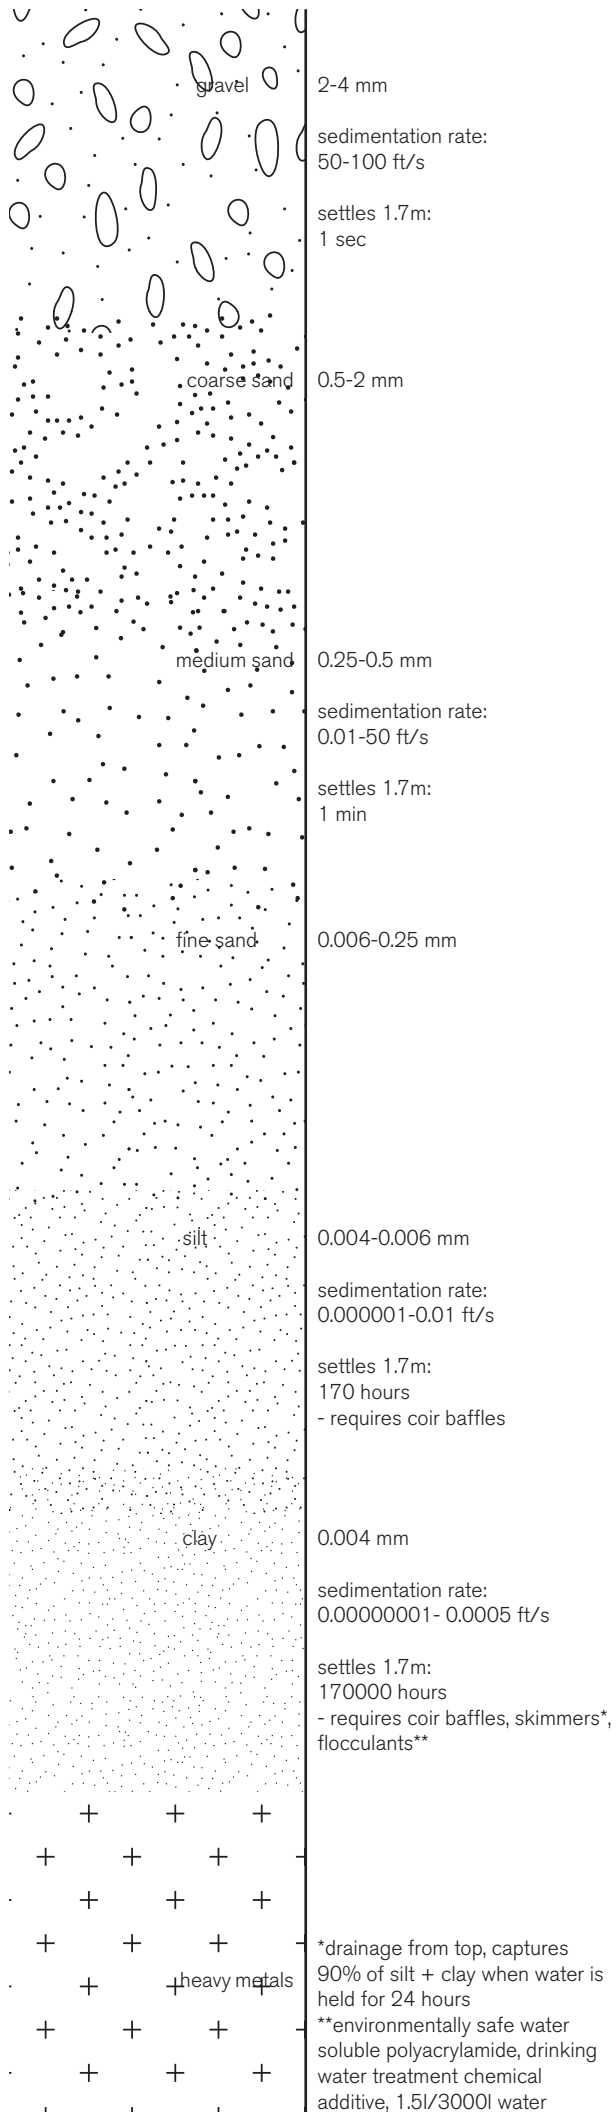 gravel
2-4 mm
sedimentation rate:
50-100 ft/s
settles 1.7m:
1 sec
coarse sand
0.5-2 mm
medium sand
0.25-0.5 mm
sedimentation rate:
0.01-50 ft/s
settles 1.7m:
1 min
fine sand
0.006-0.25 mm
silt
0.004-0.006 mm
sedimentation rate:
0.000001-0.01 ft/s
settles 1.7m:
170 hours
- requires coir baffles
clay
0.004 mm
sedimentation rate:
0.00000001- 0.0005 ft/s
settles 1.7m:
170000 hours
- requires coir baffles, skimmers*,
flocculants**
heavy metals
*drainage from top, captures
90% of silt + clay when water is
held for 24 hours
**environmentally safe water
soluble polyacrylamide, drinking
water treatment chemical
additive, 1.5l/3000l water